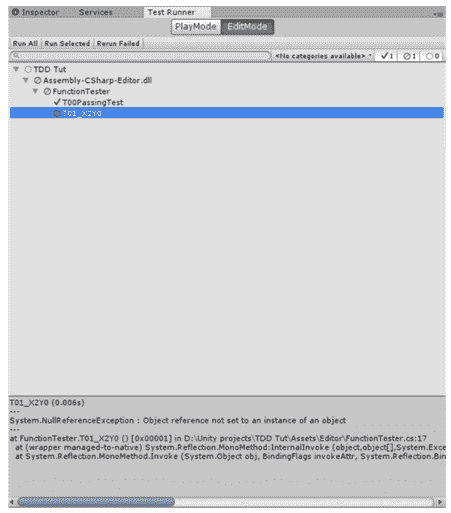 Inspector Services Test Runner
PlayMode EditMode
Run All Run Selected Rerun Failed
<No categories available> 1 1 0
TDD Tut
Assembly-CSharp-Editor.dll
FunctionTester
T00PassingTest
T01_X2Y0
T01_X2Y0 (0.006s)
---
System.NullReferenceException : Object reference not set to an instance of an object
---
at FunctionTester.T01_X2Y0 () [0x00001] in D:\Unity projects\TDD Tut\Assets\Editor\FunctionTester.cs:17
at (wrapper managed-to-native) System.Reflection.MonoMethod:InternalInvoke (object,object[],System.Exce
at System.Reflection.MonoMethod.Invoke (System.Object obj, BindingFlags invokeAttr, System.Reflection.Bin